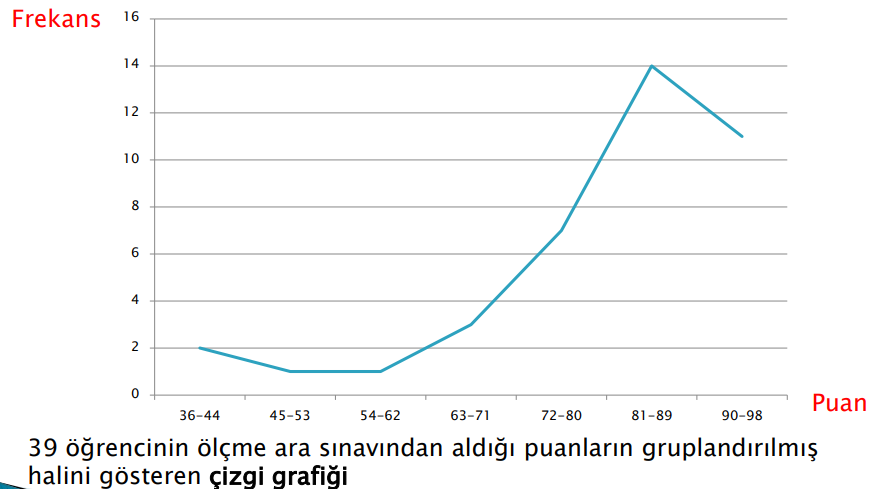 Frekans
16
14
12
10
8
6
4
2
0
36-44 45-53 54-62 63-71 72-80 81-89 90-98
Puan
39 öğrencinin ölçme ara sınavından aldığı puanların gruplandırılmış
halini gösteren çizgi grafiği